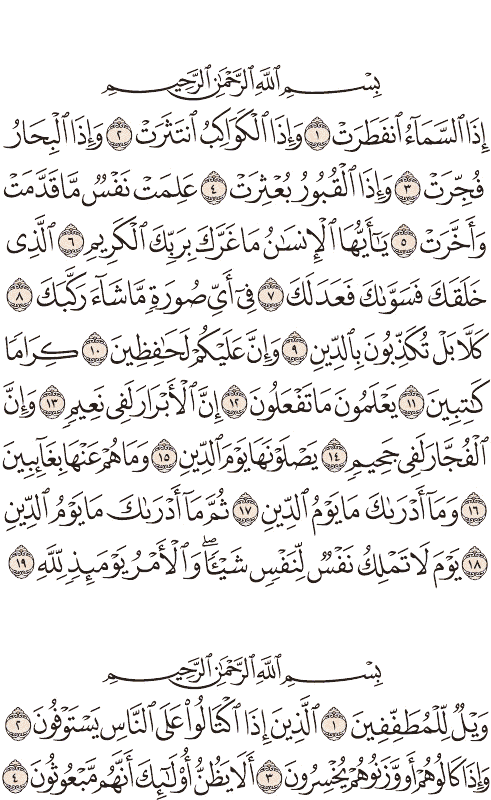 بِسْمِ ٱللَّهِ ٱلرَّحْمَٰنِ ٱلرَّحِيمِ
إِذَا ٱلسَّمَآءُ ٱنفَطَرَتْ ١ وَإِذَا ٱلْكَوَاكِبُ ٱنتَثَرَتْ ٢ وَإِذَا ٱلْبِحَارُ
فُجِّرَتْ ٣ وَإِذَا ٱلْقُبُورُ بُعْثِرَتْ ٤ عَلِمَتْ نَفْسٌ مَّا قَدَّمَتْ
وَأَخَّرَتْ ٥ يَٰٓأَيُّهَا ٱلْإِنسَٰنُ مَا غَرَّكَ بِرَبِّكَ ٱلْكَرِيمِ ٦ ٱلَّذِى
خَلَقَكَ فَسَوَّىٰكَ فَعَدَلَكَ ٧ فِىٓ أَىِّ صُورَةٍ مَّا شَآءَ رَكَّبَكَ ٨
كَلَّا بَلْ تُكَذِّبُونَ بِٱلدِّينِ ٩ وَإِنَّ عَلَيْكُمْ لَحَٰفِظِينَ ١٠ كِرَامًا
كَٰتِبِينَ ١١ يَعْلَمُونَ مَا تَفْعَلُونَ ١٢ إِنَّ ٱلْأَبْرَارَ لَفِى نَعِيمٍ ١٣ وَإِنَّ
ٱلْفُجَّارَ لَفِى جَحِيمٍ ١٤ يَصْلَوْنَهَا يَوْمَ ٱلدِّينِ ١٥ وَمَا هُمْ عَنْهَا بِغَآئِبِينَ
١٦ وَمَآ أَدْرَىٰكَ مَا يَوْمُ ٱلدِّينِ ١٧ ثُمَّ مَآ أَدْرَىٰكَ مَا يَوْمُ ٱلدِّينِ
١٨ يَوْمَ لَا تَمْلِكُ نَفْسٌ لِّنَفْسٍ شَيْـًٔا ۖ وَٱلْأَمْرُ يَوْمَئِذٍ لِّلَّهِ ١٩
بِسْمِ ٱللَّهِ ٱلرَّحْمَٰنِ ٱلرَّحِيمِ
وَيْلٌ لِّلْمُطَفِّفِينَ ١ ٱلَّذِينَ إِذَا ٱكْتَالُوا۟ عَلَى ٱلنَّاسِ يَسْتَوْفُونَ ٢
وَإِذَا كَالُوهُمْ أَو وَّزَنُوهُمْ يُخْسِرُونَ ٣ أَلَا يَظُنُّ أُو۟لَٰٓئِكَ أَنَّهُم مَّبْعُوثُونَ ٤